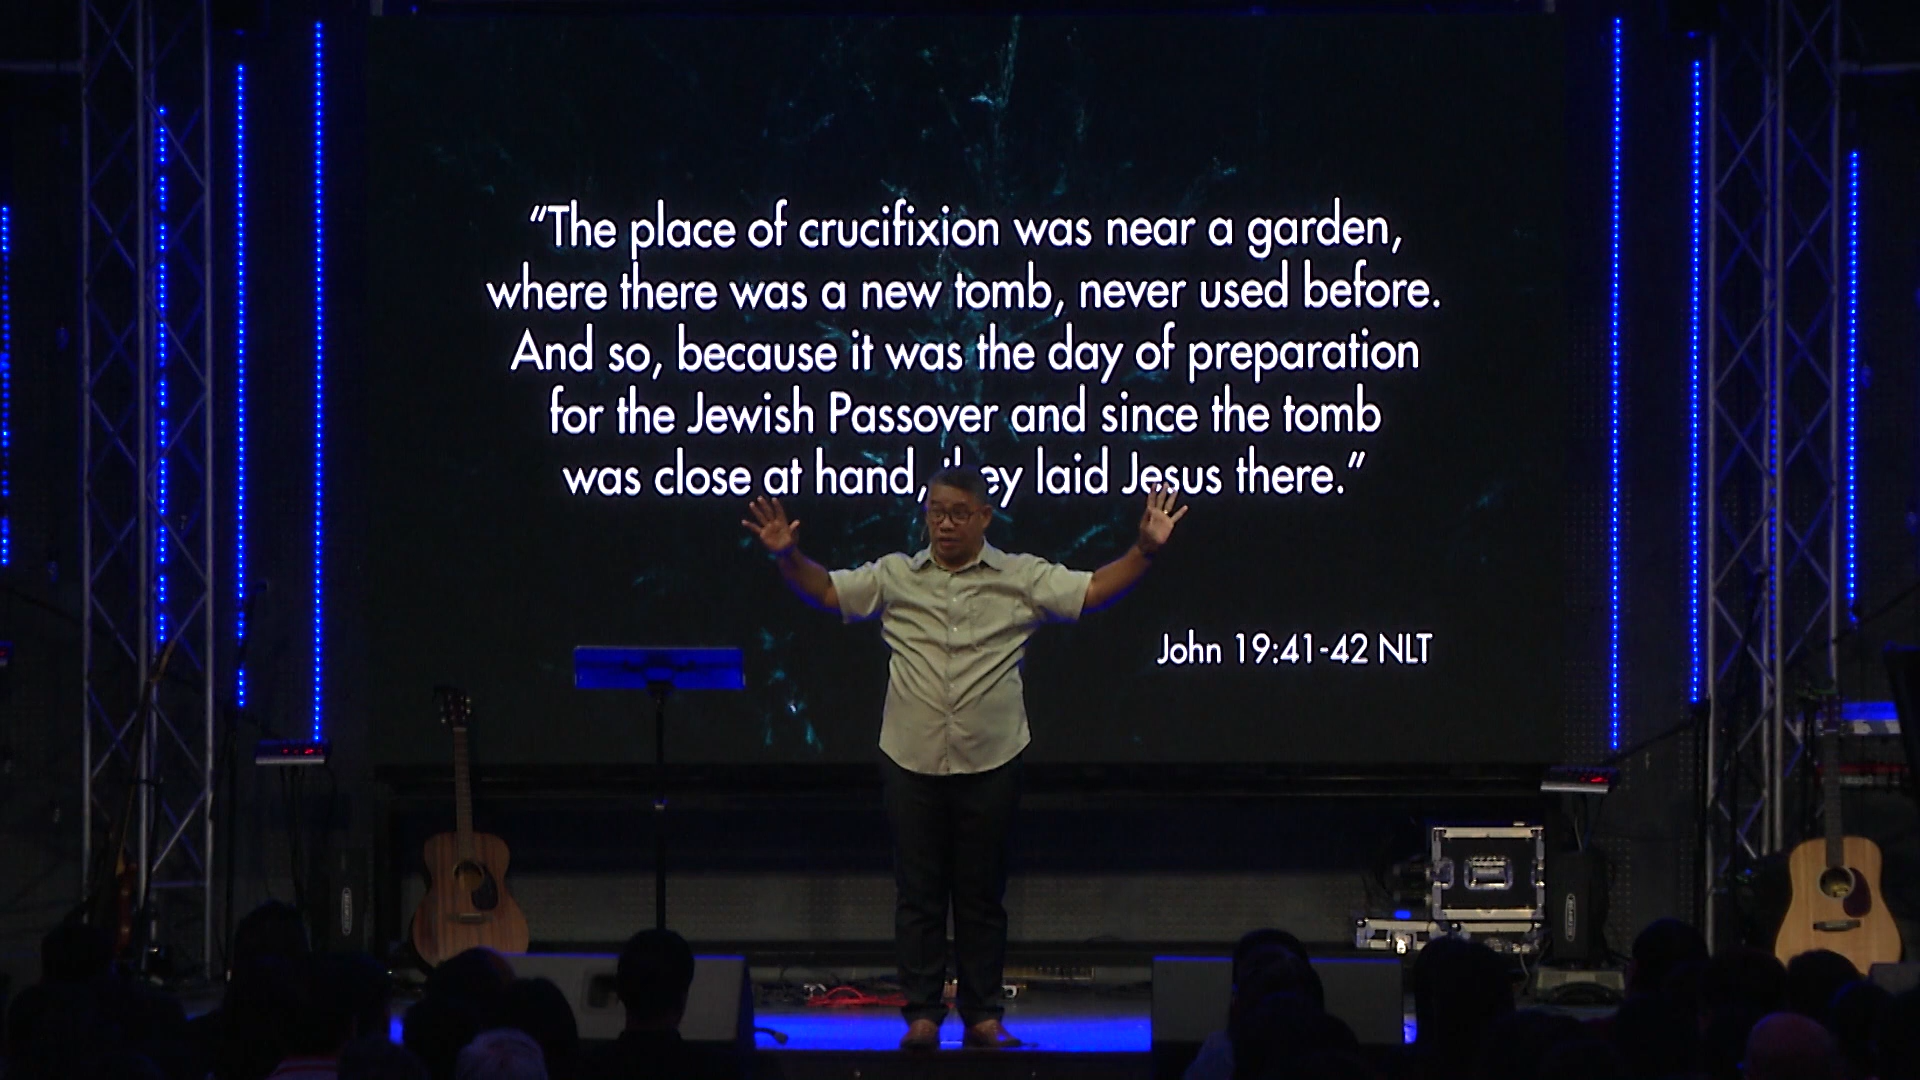 “The place of crucifixion was near a garden,
where there was a new tomb, never used before.
And so, because it was the day of preparation
for the Jewish Passover and since the tomb
was close at hand, they laid Jesus there.”
John 19:41-42 NLT